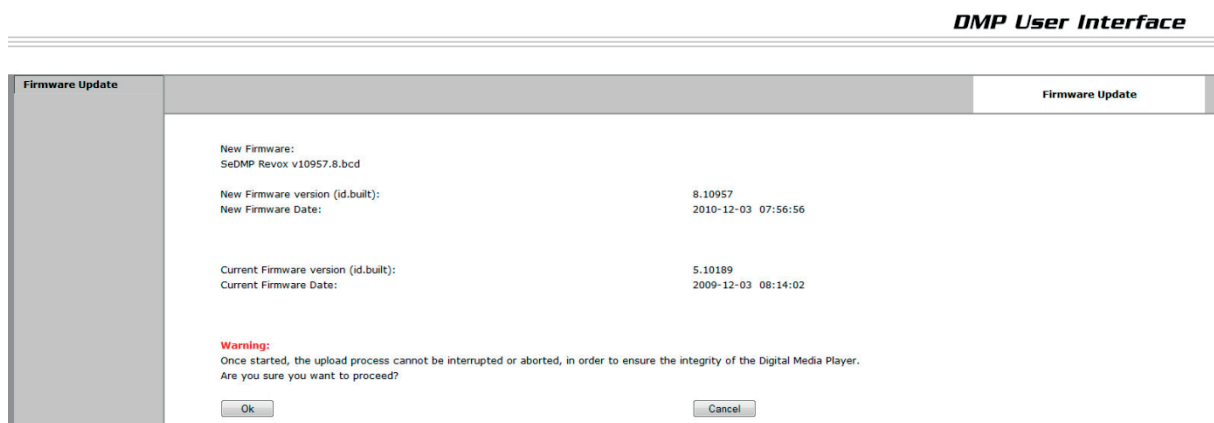 DMP User Interface
Firmware Update
Firmware Update
New Firmware:
SeDMP Revox v10957.8.bcd
New Firmware version (id.built): 8.10957
New Firmware Date: 2010-12-03 07:56:56
Current Firmware version (id.built): 5.10189
Current Firmware Date: 2009-12-03 08:14:02
Warning:
Once started, the upload process cannot be interrupted or aborted, in order to ensure the integrity of the Digital Media Player.
Are you sure you want to proceed?
Ok Cancel